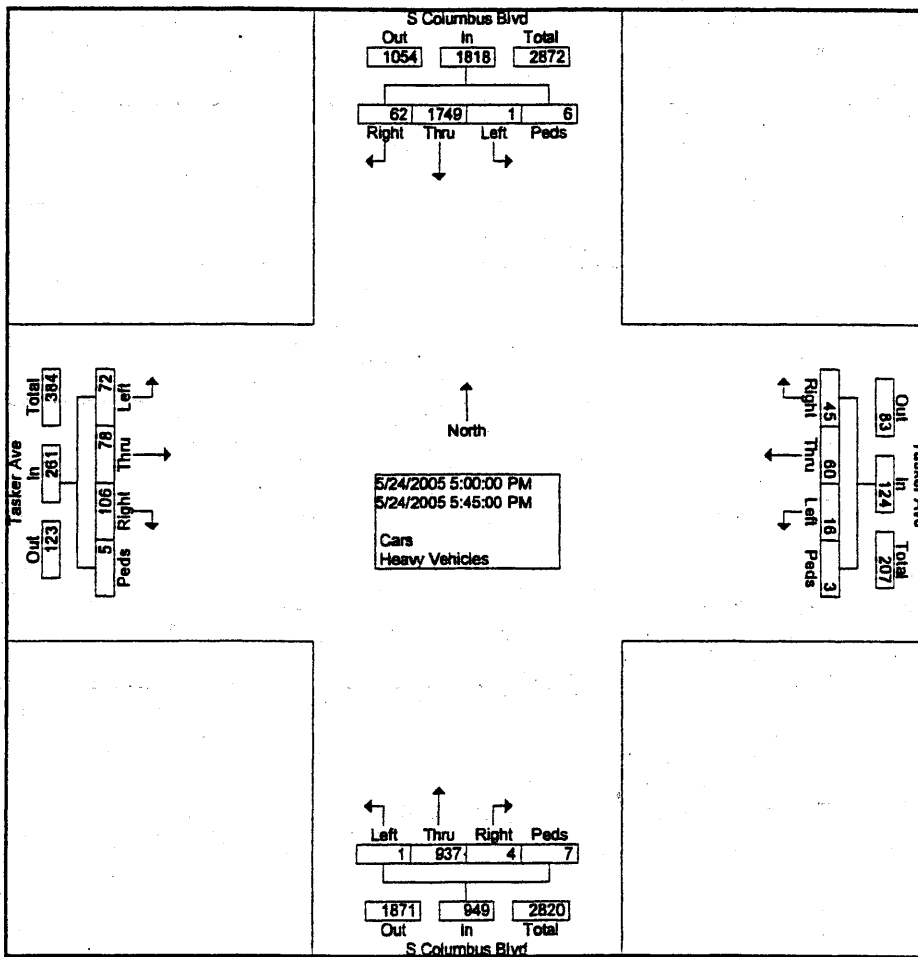 S Columbus Blvd
Out In Total
1054 1818 2872
62 1749 1 6
Right Thru Left Peds
Tasker Ave
Total In Out
384 261 123
72 78 106 5
Left Thru Right Peds
North
5/24/2005 5:00:00 PM
5/24/2005 5:45:00 PM
Cars
Heavy Vehicles
Right Thru Left Peds
45 60 16 3
Out In Total
83 124 207
Tasker Ave
Left Thru Right Peds
1 937 4 7
1871 949 2820
Out In Total
S Columbus Blvd